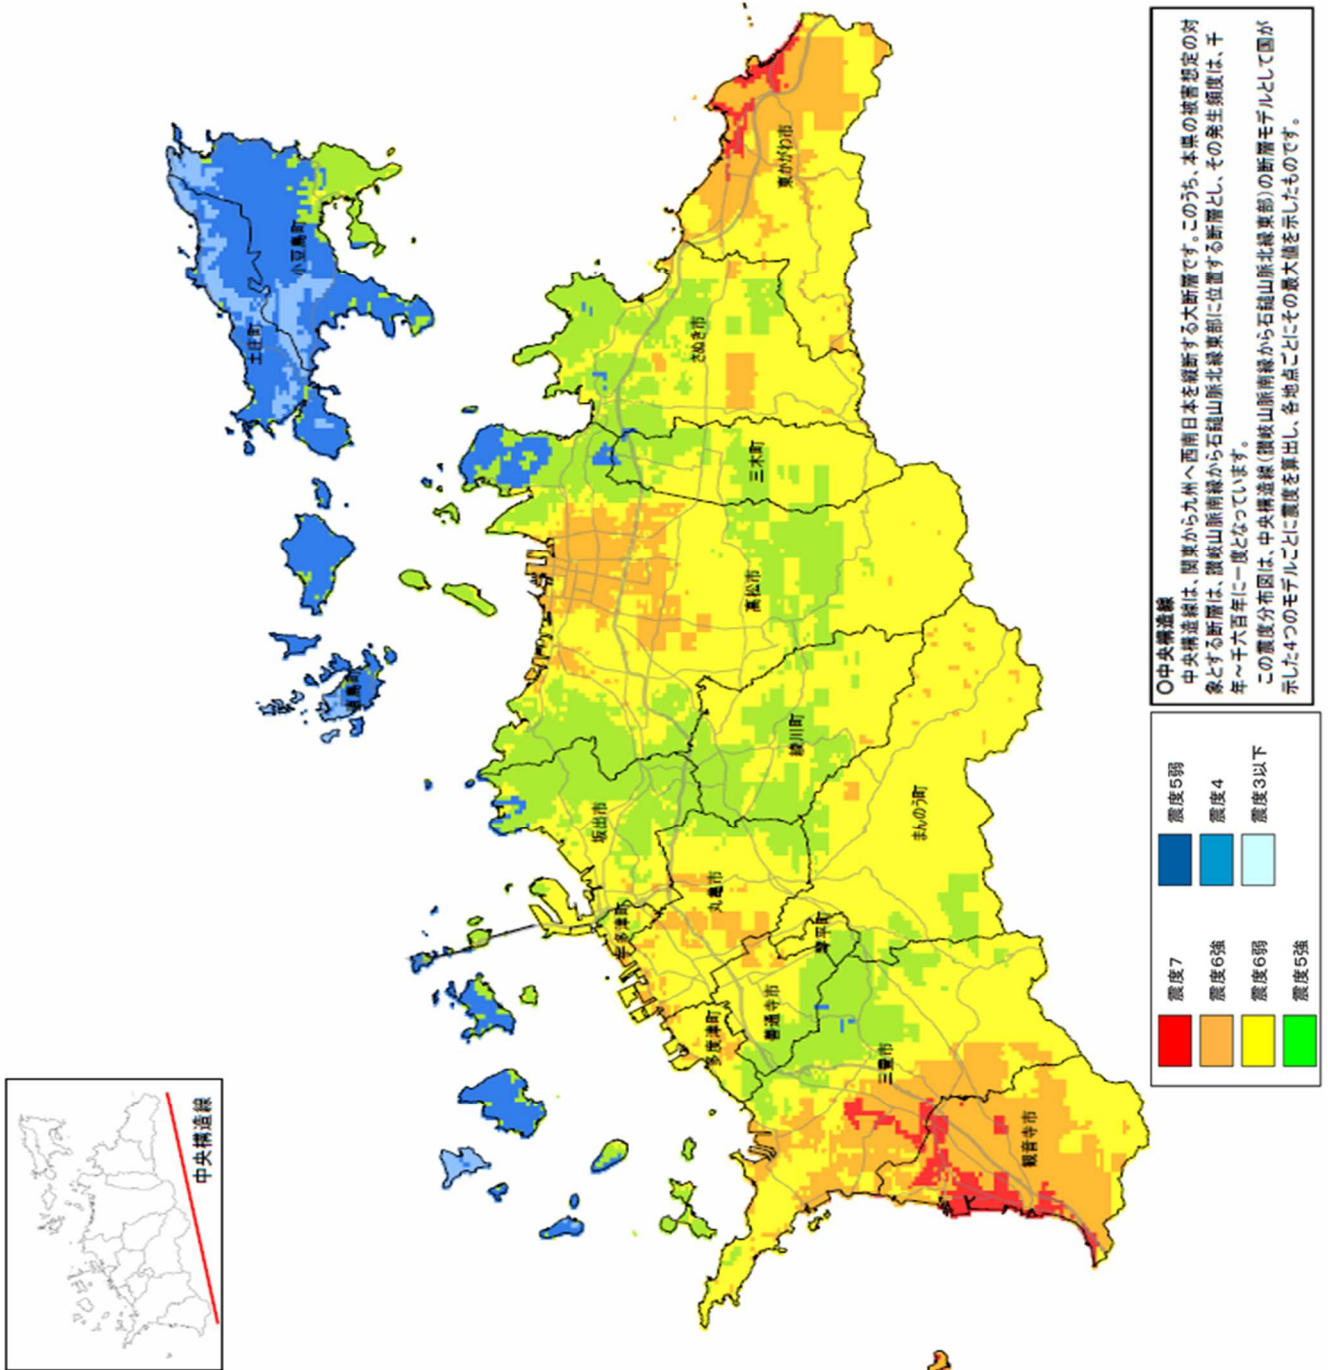 中央構造線
土庄町
小豆島町
直島町
東かがわ市
さぬき市
三木町
高松市
綾川町
坂出市
宇多津町
丸亀市
まんのう町
琴平町
善通寺市
多度津町
三豊市
観音寺市
震度7
震度6強
震度6弱
震度5強
震度5弱
震度4
震度3以下
〇中央構造線
中央構造線は、関東から九州へ西南日本を縦断する大断層です。このうち、本県の被害想定の対
象とする断層は、讃岐山脈南縁から石鎚山脈北縁東部に位置する断層とし、その発生頻度は、千
年～千六百年に一度となっています。
この震度分布図は、中央構造線(讃岐山脈南縁から石鎚山脈北縁東部)の断層モデルとして国が
示した4つのモデルごとに震度を算出し、各地点ごとにその最大値を示したものです。